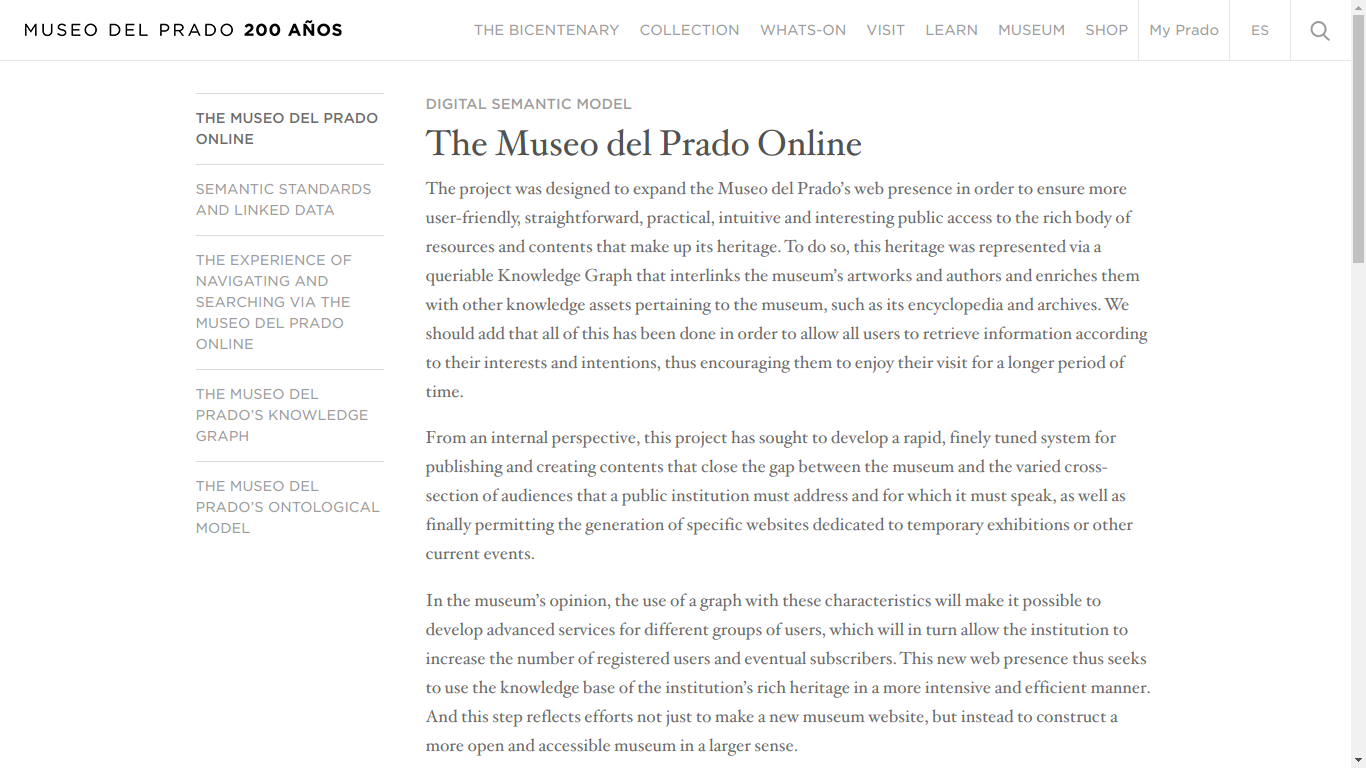 MUSEO DEL PRADO 200 AÑOS
THE BICENTENARY COLLECTION WHATS-ON VISIT LEARN MUSEUM SHOP My Prado ES
THE MUSEO DEL PRADO
ONLINE
SEMANTIC STANDARDS
AND LINKED DATA
THE EXPERIENCE OF
NAVIGATING AND
SEARCHING VIA THE
MUSEO DEL PRADO
ONLINE
THE MUSEO DEL
PRADO'S KNOWLEDGE
GRAPH
THE MUSEO DEL
PRADO'S ONTOLOGICAL
MODEL
DIGITAL SEMANTIC MODEL
The Museo del Prado Online
The project was designed to expand the Museo del Prado's web presence in order to ensure more
user-friendly, straightforward, practical, intuitive and interesting public access to the rich body of
resources and contents that make up its heritage. To do so, this heritage was represented via a
queriable Knowledge Graph that interlinks the museum's artworks and authors and enriches them
with other knowledge assets pertaining to the museum, such as its encyclopedia and archives. We
should add that all of this has been done in order to allow all users to retrieve information according
to their interests and intentions, thus encouraging them to enjoy their visit for a longer period of
time.
From an internal perspective, this project has sought to develop a rapid, finely tuned system for
publishing and creating contents that close the gap between the museum and the varied cross-
section of audiences that a public institution must address and for which it must speak, as well as
finally permitting the generation of specific websites dedicated to temporary exhibitions or other
current events.
In the museum's opinion, the use of a graph with these characteristics will make it possible to
develop advanced services for different groups of users, which will in turn allow the institution to
increase the number of registered users and eventual subscribers. This new web presence thus seeks
to use the knowledge base of the institution's rich heritage in a more intensive and efficient manner.
And this step reflects efforts not just to make a new museum website, but instead to construct a
more open and accessible museum in a larger sense.